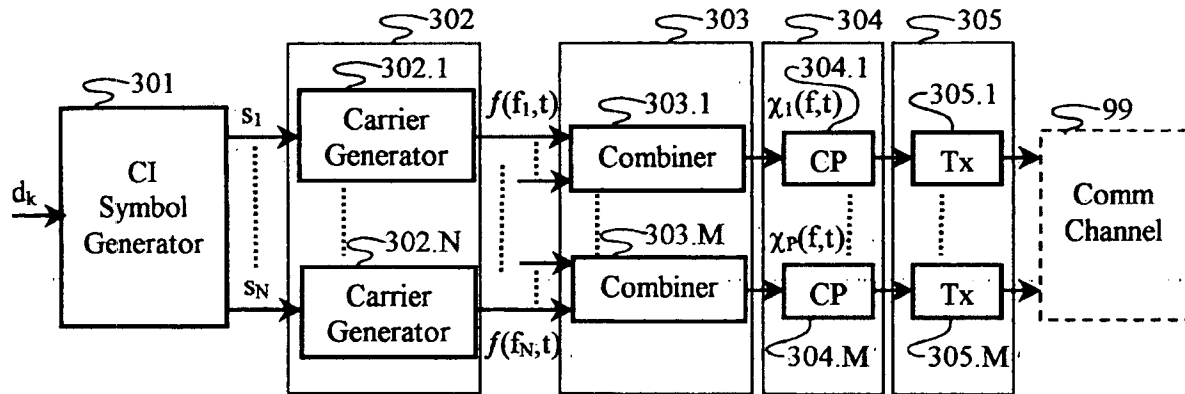 302
303
304
305
301
302.1
304.1
303.1
305.1
99
s₁
f(f₁,t)
χ₁(f,t)
Carrier
Generator
Combiner
CP
Tx
dₖ
CI
Symbol
Generator
Comm
Channel
302.N
303.M
χₚ(f,t)
s_N
Carrier
Generator
Combiner
CP
Tx
f(f_N,t)
304.M
305.M